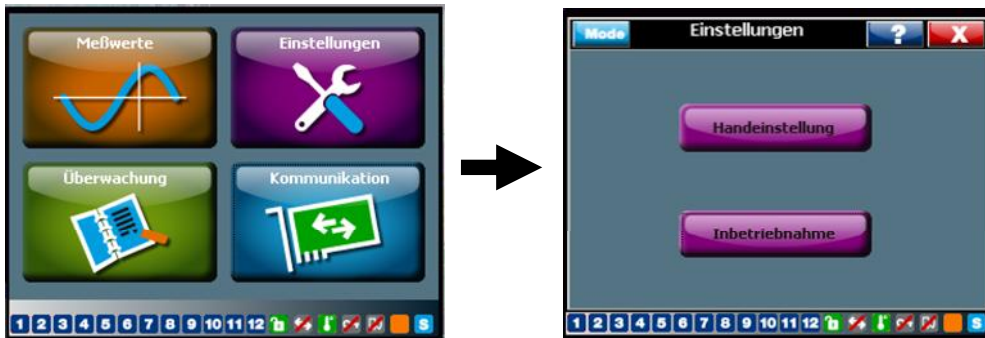 Meßwerte
Einstellungen
Überwachung
Kommunikation
1 2 3 4 5 6 7 8 9 10 11 12 S
Mode Einstellungen ? X
Handeinstellung
Inbetriebnahme
1 2 3 4 5 6 7 8 9 10 11 12 S